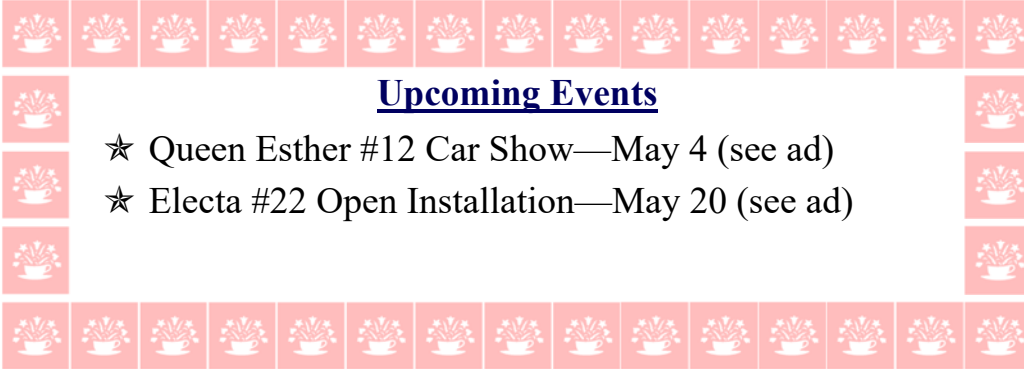 Upcoming Events
✯ Queen Esther #12 Car Show—May 4 (see ad)
✯ Electa #22 Open Installation—May 20 (see ad)